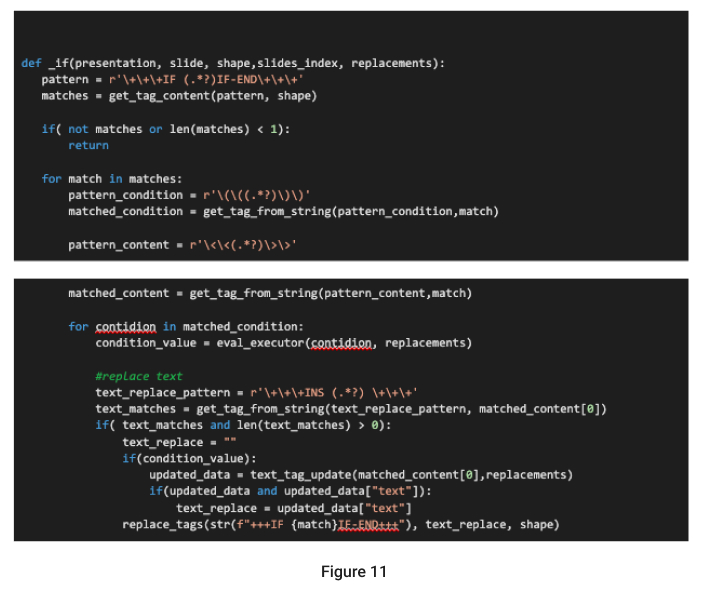 def _if(presentation, slide, shape,slides_index, replacements):
pattern = r'\+\+\+IF (.*?)IF-END\+\+\+'
matches = get_tag_content(pattern, shape)
if( not matches or len(matches) < 1):
return
for match in matches:
pattern_condition = r'\(\((.*?)\)\)'
matched_condition = get_tag_from_string(pattern_condition,match)
pattern_content = r'\<\<(.*?)\>\>'
matched_content = get_tag_from_string(pattern_content,match)
for contidion in matched_condition:
condition_value = eval_executor(contidion, replacements)
#replace text
text_replace_pattern = r'\+\+\+INS (.*?) \+\+\+'
text_matches = get_tag_from_string(text_replace_pattern, matched_content[0])
if( text_matches and len(text_matches) > 0):
text_replace = ""
if(condition_value):
updated_data = text_tag_update(matched_content[0],replacements)
if(updated_data and updated_data["text"]):
text_replace = updated_data["text"]
replace_tags(str(f"+++IF {match}IF-END+++"), text_replace, shape)
Figure 11